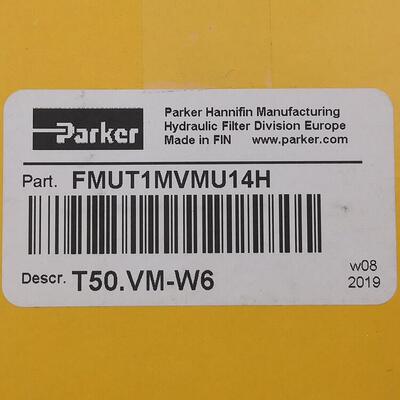 Parker
Parker Hannifin Manufacturing
Hydraulic Filter Division Europe
Made in FIN www.parker.com
Part. FMUT1MVMU14H
Descr. T50.VM-W6
w08
2019